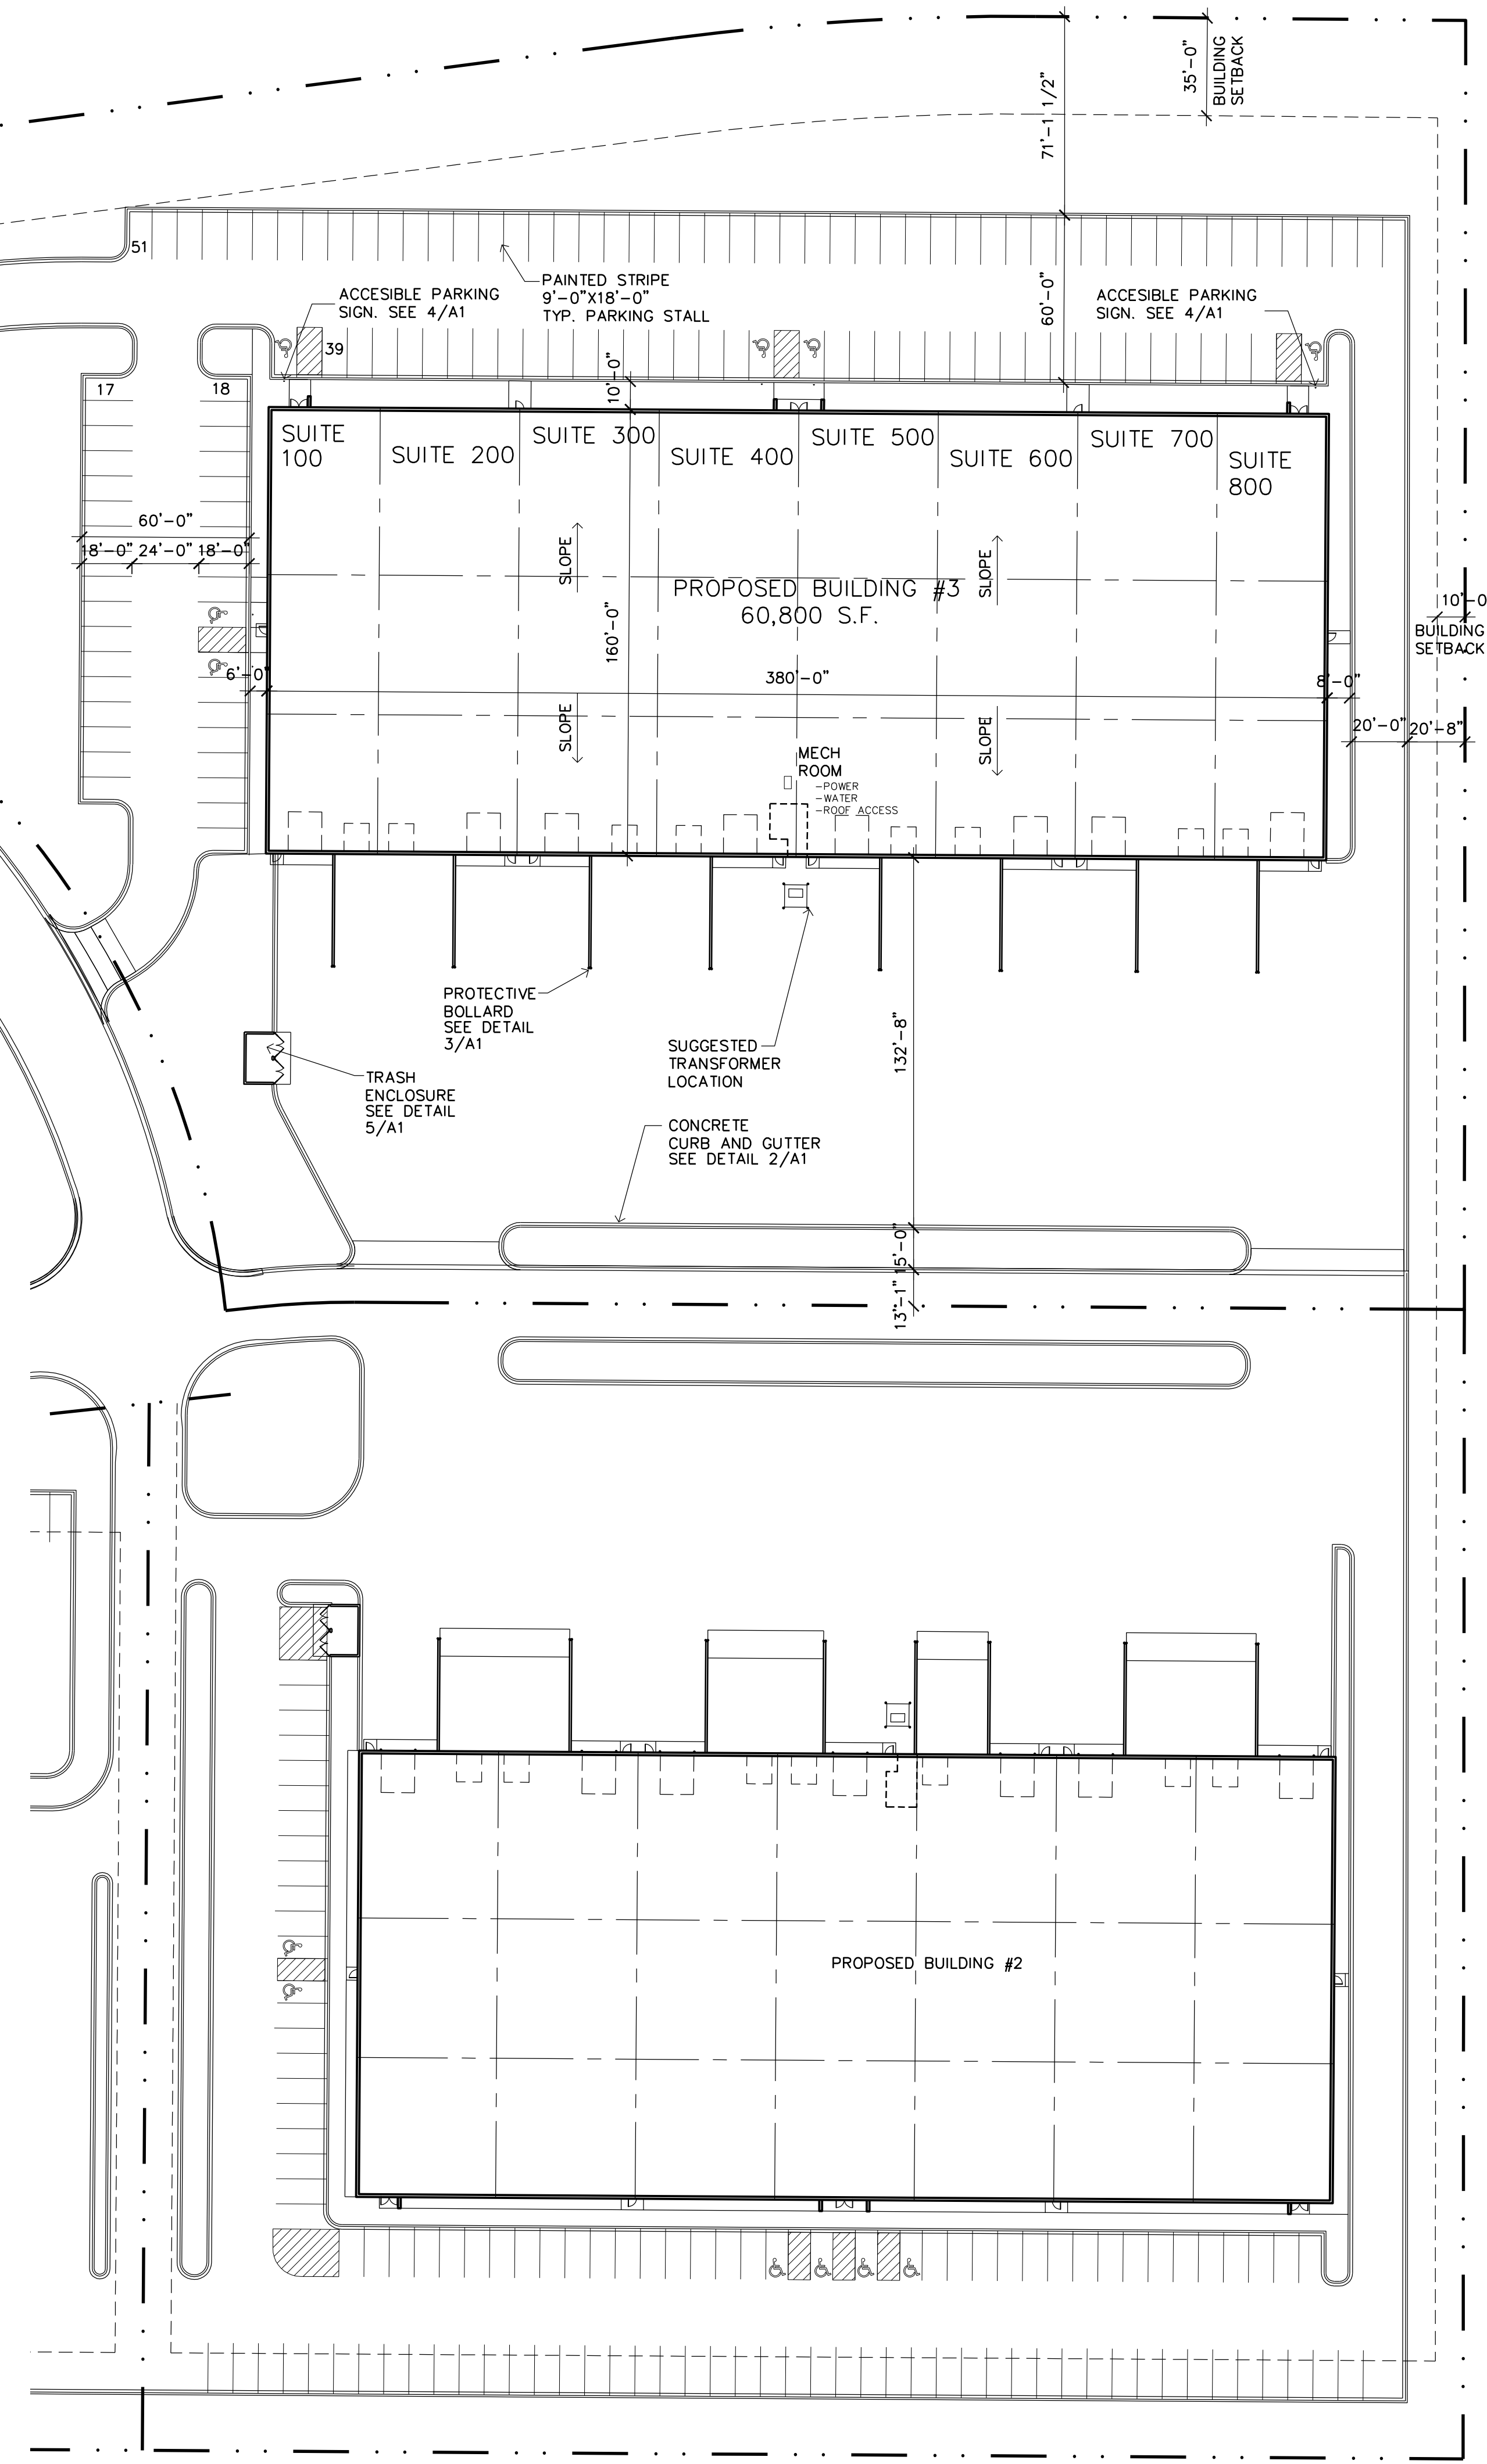 35'-0"
BUILDING
SETBACK
71'-1 1/2"
51
PAINTED STRIPE
9'-0"X18'-0"
TYP. PARKING STALL
ACCESIBLE PARKING
SIGN. SEE 4/A1
60'-0"
ACCESIBLE PARKING
SIGN. SEE 4/A1
39
10'-0"
17
18
SUITE
100
SUITE 200
SUITE 300
SUITE 400
SUITE 500
SUITE 600
SUITE 700
SUITE
800
60'-0"
18'-0"
24'-0"
18'-0"
SLOPE
SLOPE
PROPOSED BUILDING #3
60,800 S.F.
160'-0"
10'-0
BUILDING
SETBACK
6'-0"
380'-0"
8'-0"
SLOPE
SLOPE
20'-0"
20'-8"
MECH
ROOM
-POWER
-WATER
-ROOF ACCESS
PROTECTIVE
BOLLARD
SEE DETAIL
3/A1
SUGGESTED
TRANSFORMER
LOCATION
132'-8"
TRASH
ENCLOSURE
SEE DETAIL
5/A1
CONCRETE
CURB AND GUTTER
SEE DETAIL 2/A1
15'-0"
13'-1"
PROPOSED BUILDING #2